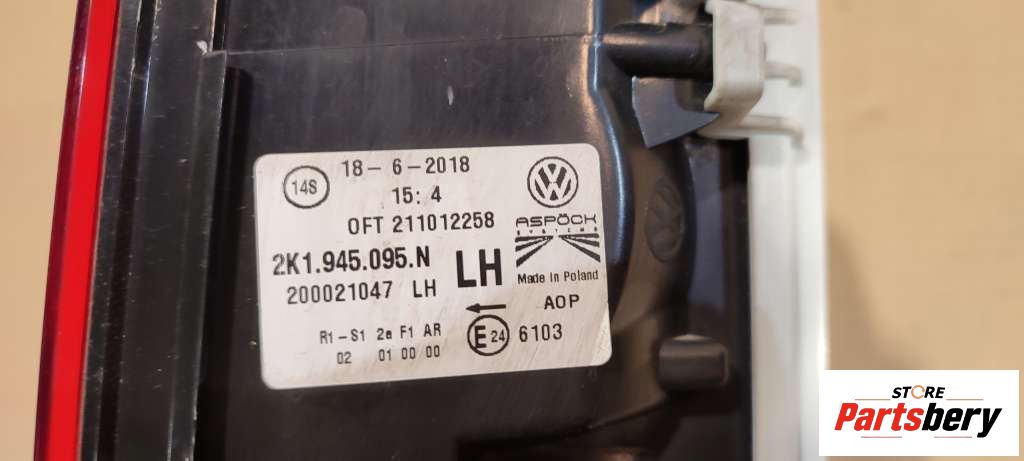 14S
18-6-2018
15:4
OFT 211012258
2K1.945.095.N
LH
200021047 LH
ASPÖCK
SYSTEMS
Made in Poland
AOP
R1-S1 2a F1 AR
02 01 00 00
E24 6103
STORE
Partsbery